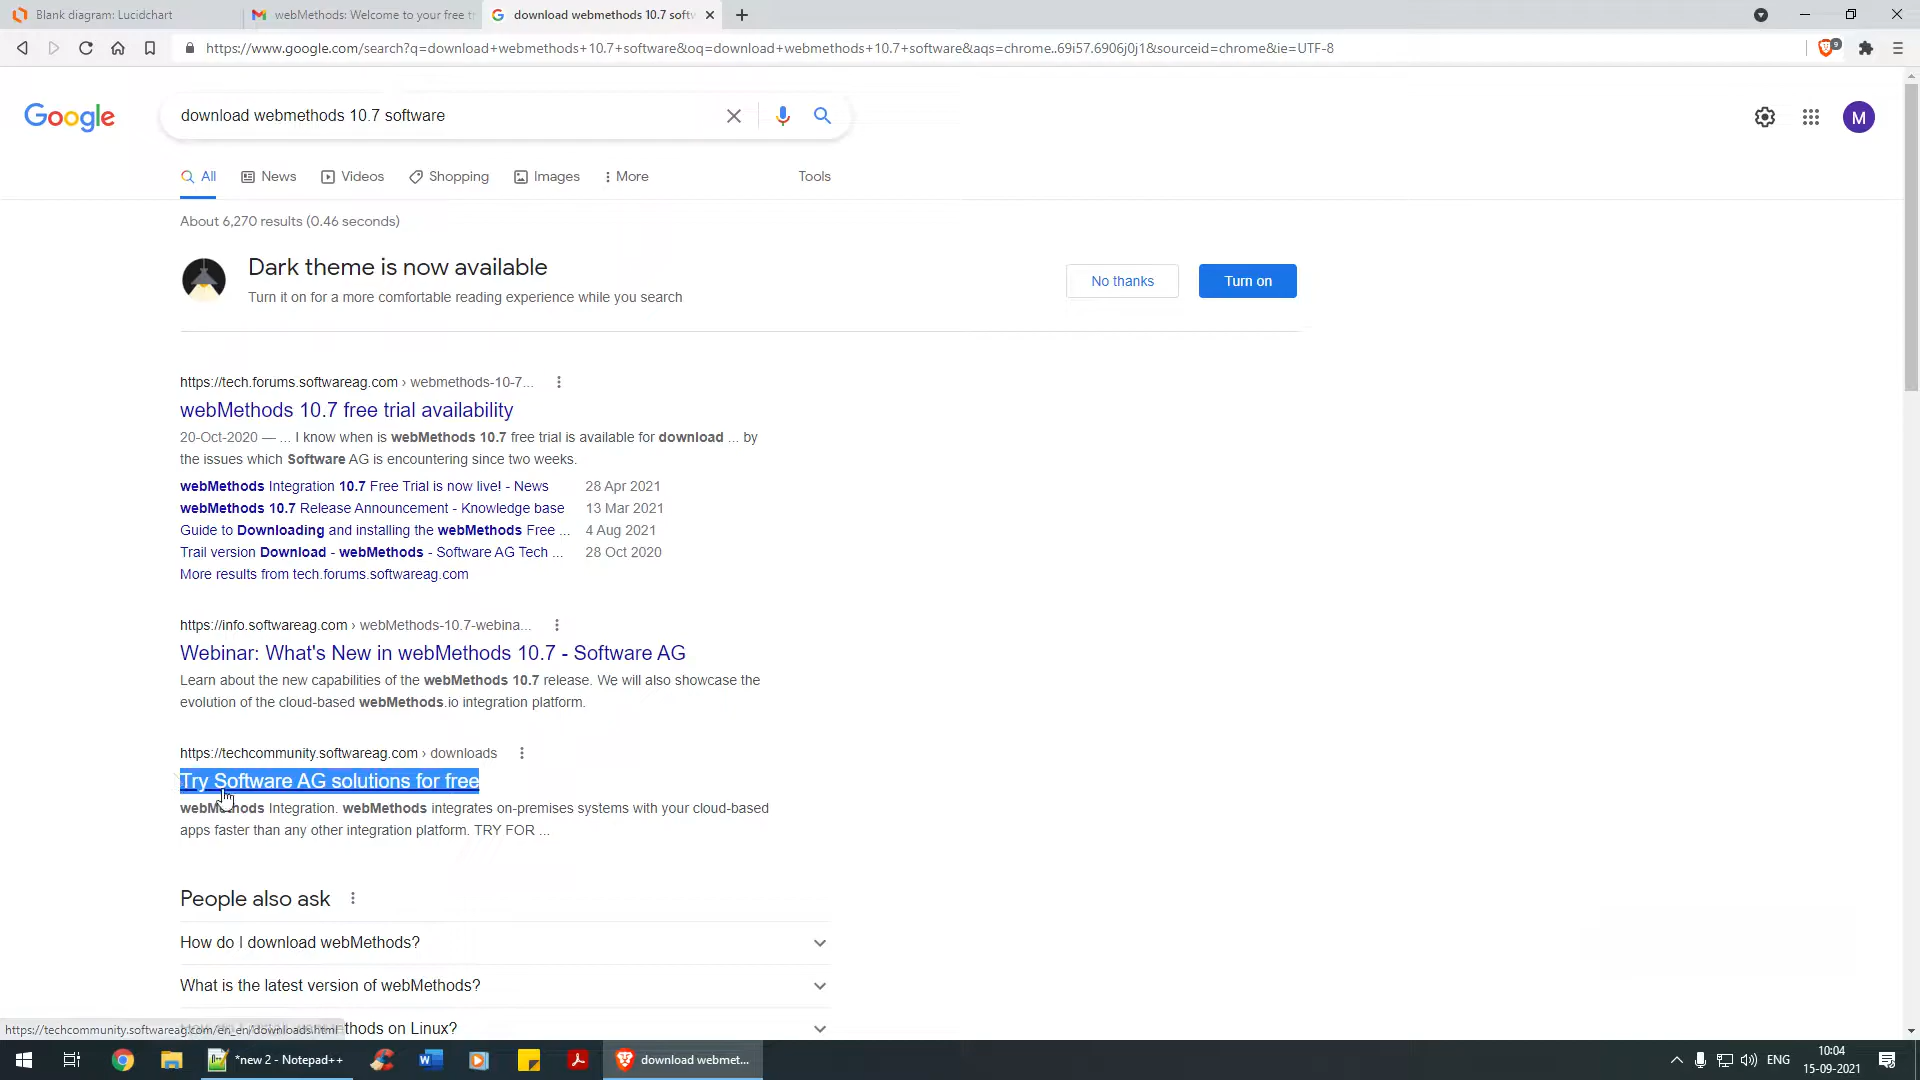 Blank diagram: Lucidchart
webMethods: Welcome to your free t
download webmethods 10.7 softw
https://www.google.com/search?q=download+webmethods+10.7+software&oq=download+webmethods+10.7+software&aqs=chrome..69i57.6906j0j1&sourceid=chrome&ie=UTF-8
9
Google
download webmethods 10.7 software
M
All
News
Videos
Shopping
Images
More
Tools
About 6,270 results (0.46 seconds)
Dark theme is now available
Turn it on for a more comfortable reading experience while you search
No thanks
Turn on
https://tech.forums.softwareag.com › webmethods-10-7...
webMethods 10.7 free trial availability
20-Oct-2020 — ... I know when is webMethods 10.7 free trial is available for download ... by
the issues which Software AG is encountering since two weeks.
webMethods Integration 10.7 Free Trial is now live! - News 28 Apr 2021
webMethods 10.7 Release Announcement - Knowledge base 13 Mar 2021
Guide to Downloading and installing the webMethods Free ... 4 Aug 2021
Trail version Download - webMethods - Software AG Tech ... 28 Oct 2020
More results from tech.forums.softwareag.com
https://info.softwareag.com › webMethods-10.7-webina...
Webinar: What's New in webMethods 10.7 - Software AG
Learn about the new capabilities of the webMethods 10.7 release. We will also showcase the
evolution of the cloud-based webMethods.io integration platform.
https://techcommunity.softwareag.com › downloads
Try Software AG solutions for free
webMethods Integration. webMethods integrates on-premises systems with your cloud-based
apps faster than any other integration platform. TRY FOR ...
People also ask
How do I download webMethods?
What is the latest version of webMethods?
thods on Linux?
https://techcommunity.softwareag.com/en_en/downloads.html
*new 2 - Notepad++
download webmet...
ENG
10:04
15-09-2021